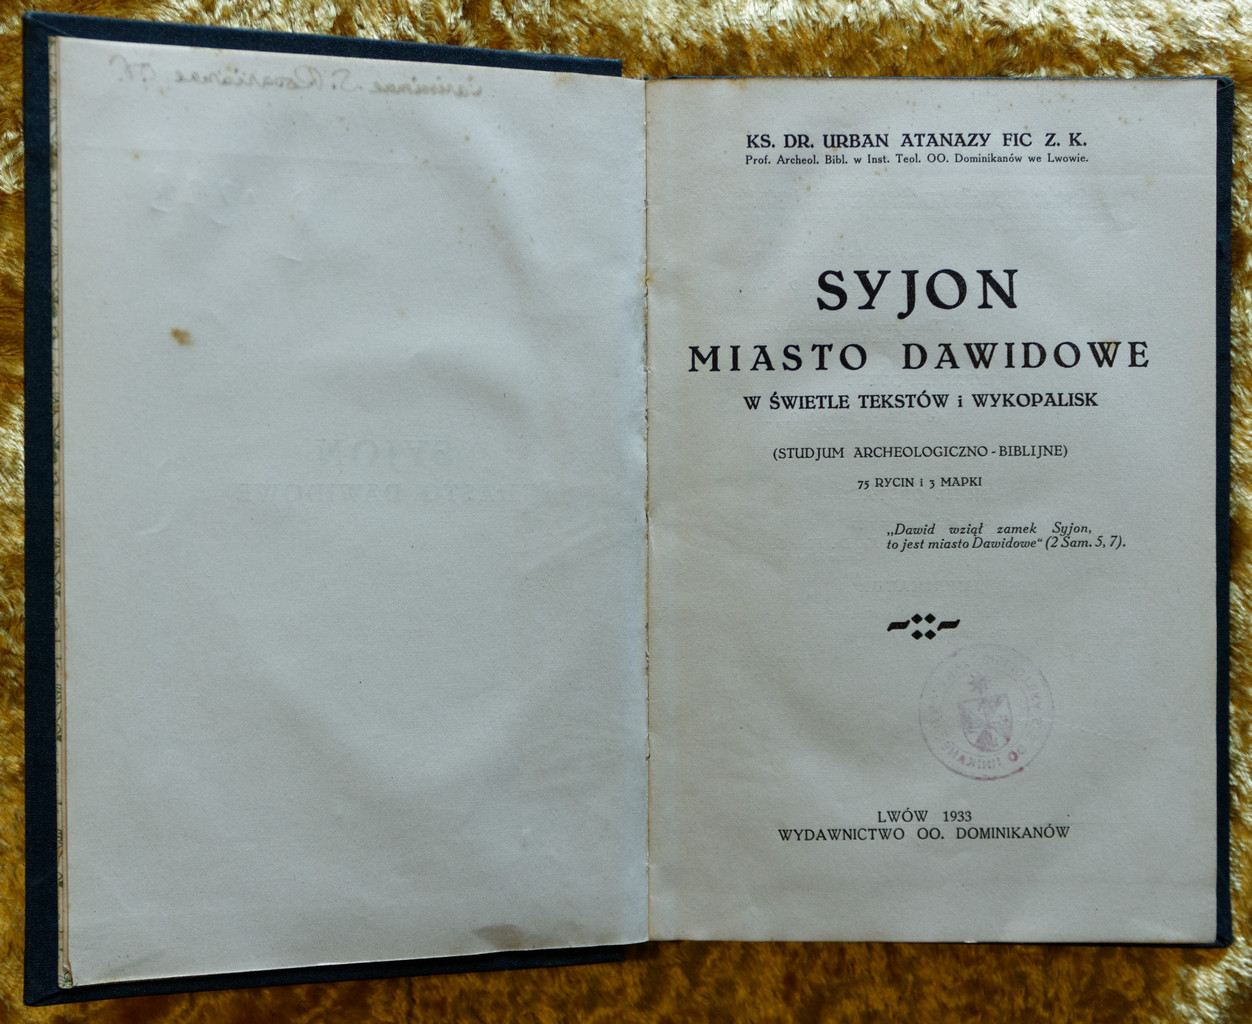 KS. DR. URBAN ATANAZY FIC Z. K.
Prof. Archeol. Bibl. w Inst. Teol. OO. Dominikanów we Lwowie.
SYJON
MIASTO DAWIDOWE
W ŚWIETLE TEKSTÓW i WYKOPALISK
(STUDJUM ARCHEOLOGICZNO-BIBLIJNE)
75 RYCIN i 3 MAPKI
„Dawid wziął zamek Syjon,
to jest miasto Dawidowe“ (2 Sam. 5, 7).
LWÓW 1933
WYDAWNICTWO OO. DOMINIKANÓW